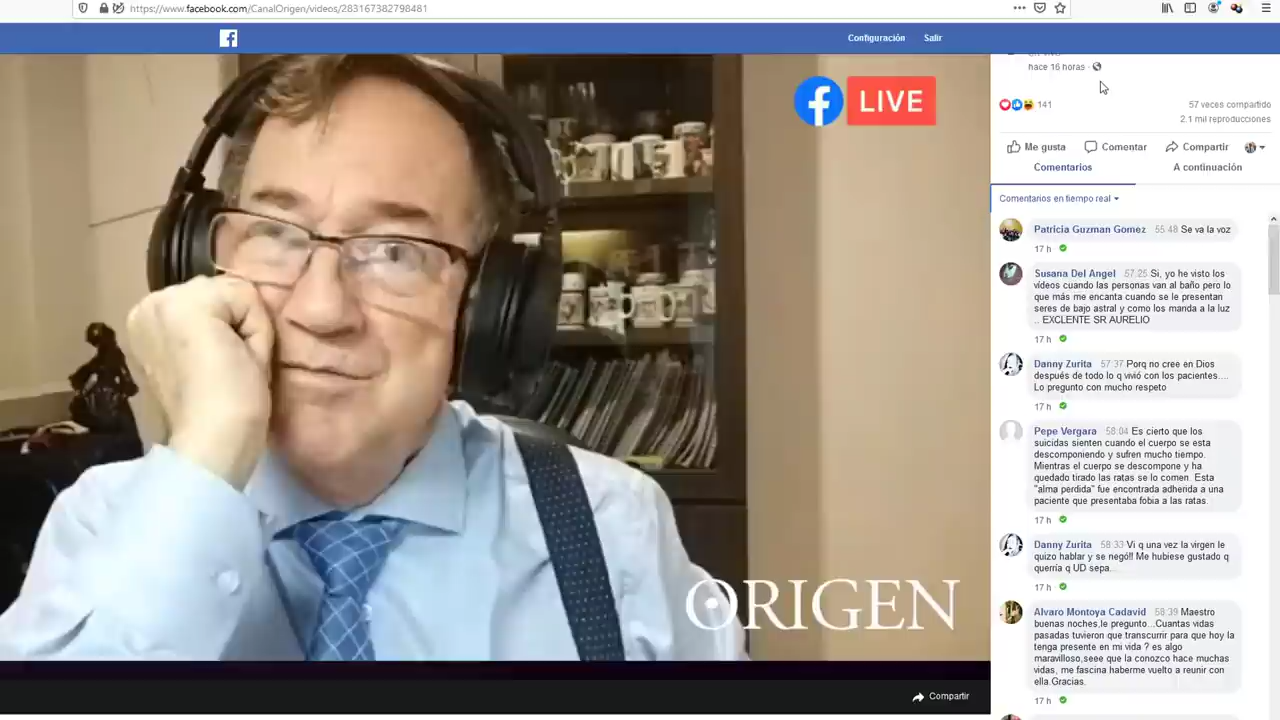 https://www.facebook.com/CanalOrigen/videos/283167382798481
Configuración
Salir
LIVE
ORIGEN
Compartir
hace 16 horas ·
141
57 veces compartido
2.1 mil reproducciones
Me gusta
Comentar
Compartir
Comentarios
A continuación
Comentarios en tiempo real
Patricia Guzman Gomez 55:48 Se va la voz
17 h
Susana Del Angel 57:25 Si, yo he visto los
vídeos cuando las personas van al baño pero lo
que más me encanta cuando se le presentan
seres de bajo astral y como los manda a la luz
.. EXCLENTE SR AURELIO
17 h
Danny Zurita 57:37 Porq no cree en Dios
después de todo lo q vivió con los pacientes....
Lo pregunto con mucho respeto
17 h
Pepe Vergara 58:04 Es cierto que los
suicidas sienten cuando el cuerpo se esta
descomponiendo y sufren mucho tiempo.
Mientras el cuerpo se descompone y ha
quedado tirado las ratas se lo comen. Esta
"alma perdida" fue encontrada adherida a una
paciente que presentaba fobia a las ratas.
17 h
Danny Zurita 58:33 Vi q una vez la virgen le
quizo hablar y se negó!! Me hubiese gustado q
querría q UD sepa...
17 h
Alvaro Montoya Cadavid 58:39 Maestro
buenas noches,le pregunto...Cuantas vidas
pasadas tuvieron que transcurrir para que hoy la
tenga presente en mi vida ? es algo
maravilloso,seee que la conozco hace muchas
vidas, me fascina haberme vuelto a reunir con
ella.Gracias.
17 h